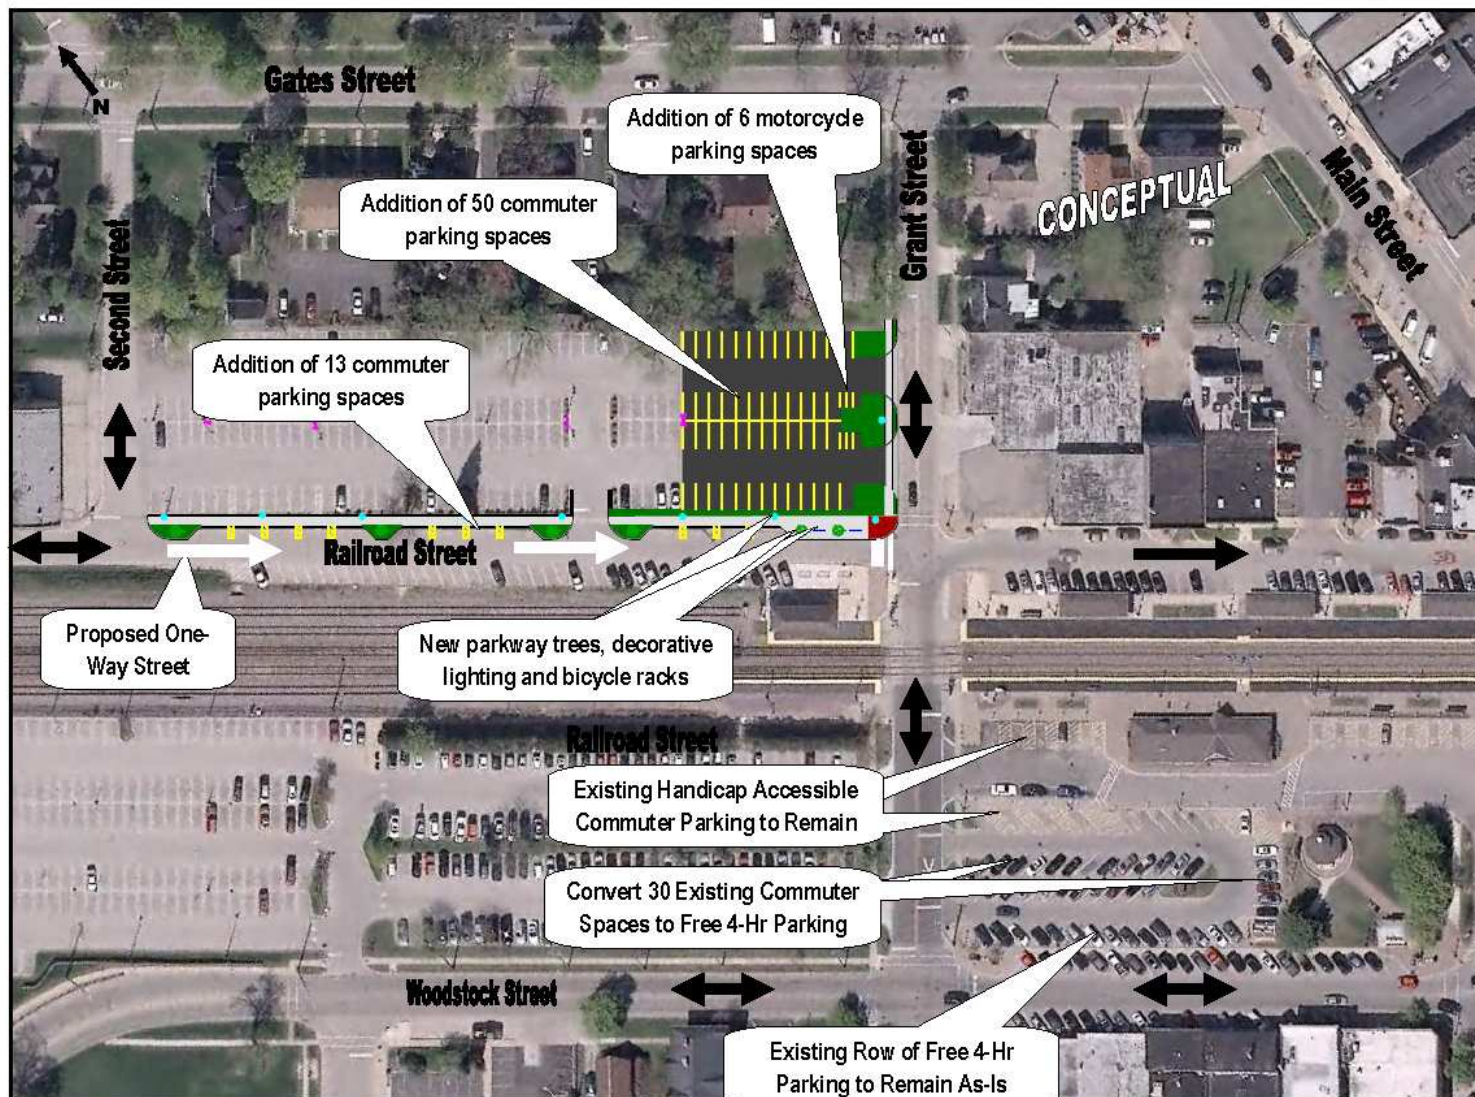 N
Gates Street
Addition of 6 motorcycle
parking spaces
Main Street
CONCEPTUAL
Addition of 50 commuter
parking spaces
Grant Street
Second Street
Addition of 13 commuter
parking spaces
Railroad Street
Proposed One-
Way Street
New parkway trees, decorative
lighting and bicycle racks
Railroad Street
Existing Handicap Accessible
Commuter Parking to Remain
Convert 30 Existing Commuter
Spaces to Free 4-Hr Parking
Woodstock Street
Existing Row of Free 4-Hr
Parking to Remain As-Is